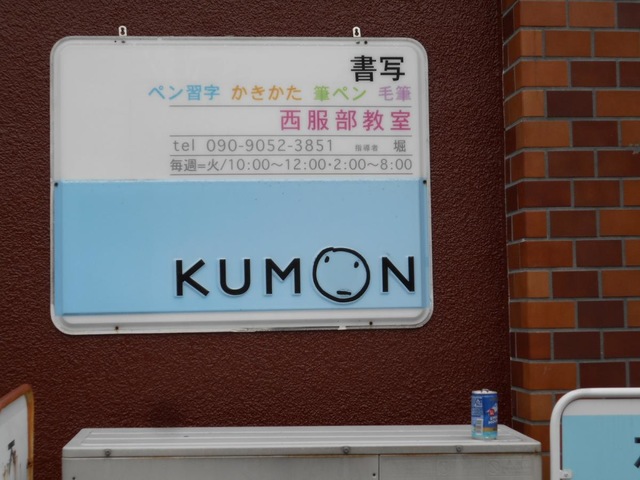 書写
ペン習字 かきかた 筆ペン 毛筆
西服部教室
tel 090-9052-3851 指導者 堀
毎週=火/10:00～12:00・2:00～8:00
KUMON